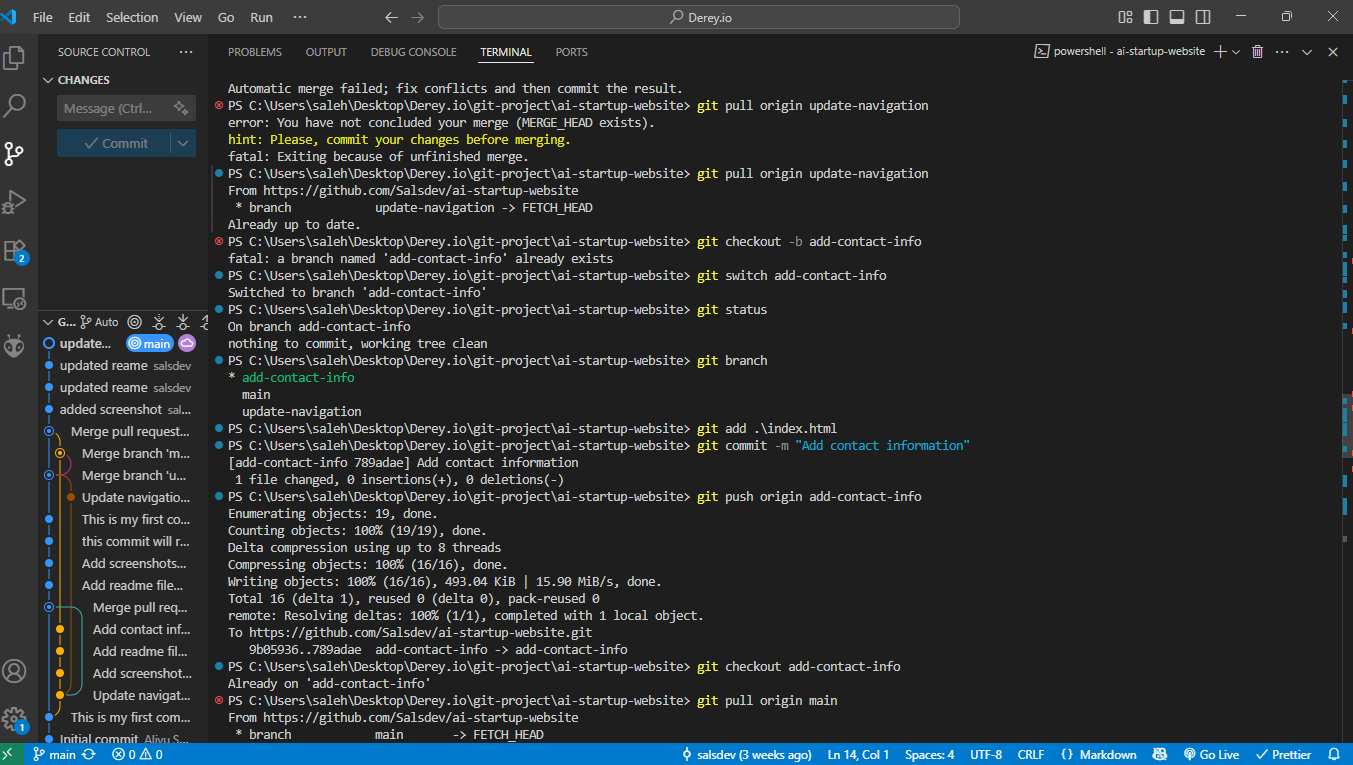 File Edit Selection View Go Run ··· Derey.io
SOURCE CONTROL ···
CHANGES
Message (Ctrl...
Commit
G... Auto
update... main
updated reame salsdev
updated reame salsdev
added screenshot sal...
Merge pull request...
Merge branch 'm...
Merge branch 'u...
Update navigatio...
This is my first co...
this commit will r...
Add screenshots...
Add readme file...
Merge pull req...
Add contact inf...
Add readme fil...
Add screenshot...
Update navigat...
This is my first com...
Initial commit Aliyu S...
2
1
PROBLEMS OUTPUT DEBUG CONSOLE TERMINAL PORTS powershell - ai-startup-website
Automatic merge failed; fix conflicts and then commit the result.
PS C:\Users\saleh\Desktop\Derey.io\git-project\ai-startup-website> git pull origin update-navigation
error: You have not concluded your merge (MERGE_HEAD exists).
hint: Please, commit your changes before merging.
fatal: Exiting because of unfinished merge.
PS C:\Users\saleh\Desktop\Derey.io\git-project\ai-startup-website> git pull origin update-navigation
From https://github.com/Salsdev/ai-startup-website
 * branch            update-navigation -> FETCH_HEAD
Already up to date.
PS C:\Users\saleh\Desktop\Derey.io\git-project\ai-startup-website> git checkout -b add-contact-info
fatal: a branch named 'add-contact-info' already exists
PS C:\Users\saleh\Desktop\Derey.io\git-project\ai-startup-website> git switch add-contact-info
Switched to branch 'add-contact-info'
PS C:\Users\saleh\Desktop\Derey.io\git-project\ai-startup-website> git status
On branch add-contact-info
nothing to commit, working tree clean
PS C:\Users\saleh\Desktop\Derey.io\git-project\ai-startup-website> git branch
* add-contact-info
  main
  update-navigation
PS C:\Users\saleh\Desktop\Derey.io\git-project\ai-startup-website> git add .\index.html
PS C:\Users\saleh\Desktop\Derey.io\git-project\ai-startup-website> git commit -m "Add contact information"
[add-contact-info 789adae] Add contact information
 1 file changed, 0 insertions(+), 0 deletions(-)
PS C:\Users\saleh\Desktop\Derey.io\git-project\ai-startup-website> git push origin add-contact-info
Enumerating objects: 19, done.
Counting objects: 100% (19/19), done.
Delta compression using up to 8 threads
Compressing objects: 100% (16/16), done.
Writing objects: 100% (16/16), 493.04 KiB | 15.90 MiB/s, done.
Total 16 (delta 1), reused 0 (delta 0), pack-reused 0
remote: Resolving deltas: 100% (1/1), completed with 1 local object.
To https://github.com/Salsdev/ai-startup-website.git
   9b05936..789adae  add-contact-info -> add-contact-info
PS C:\Users\saleh\Desktop\Derey.io\git-project\ai-startup-website> git checkout add-contact-info
Already on 'add-contact-info'
PS C:\Users\saleh\Desktop\Derey.io\git-project\ai-startup-website> git pull origin main
From https://github.com/Salsdev/ai-startup-website
 * branch            main       -> FETCH_HEAD
main 0 0 salsdev (3 weeks ago) Ln 14, Col 1 Spaces: 4 UTF-8 CRLF {} Markdown Go Live Prettier